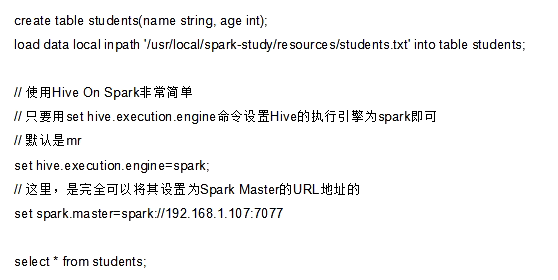 create table students(name string, age int);
load data local inpath '/usr/local/spark-study/resources/students.txt' into table students;
// 使用Hive On Spark非常简单
// 只要用set hive.execution.engine命令设置Hive的执行引擎为spark即可
// 默认是mr
set hive.execution.engine=spark;
// 这里，是完全可以将其设置为Spark Master的URL地址的
set spark.master=spark://192.168.1.107:7077
select * from students;